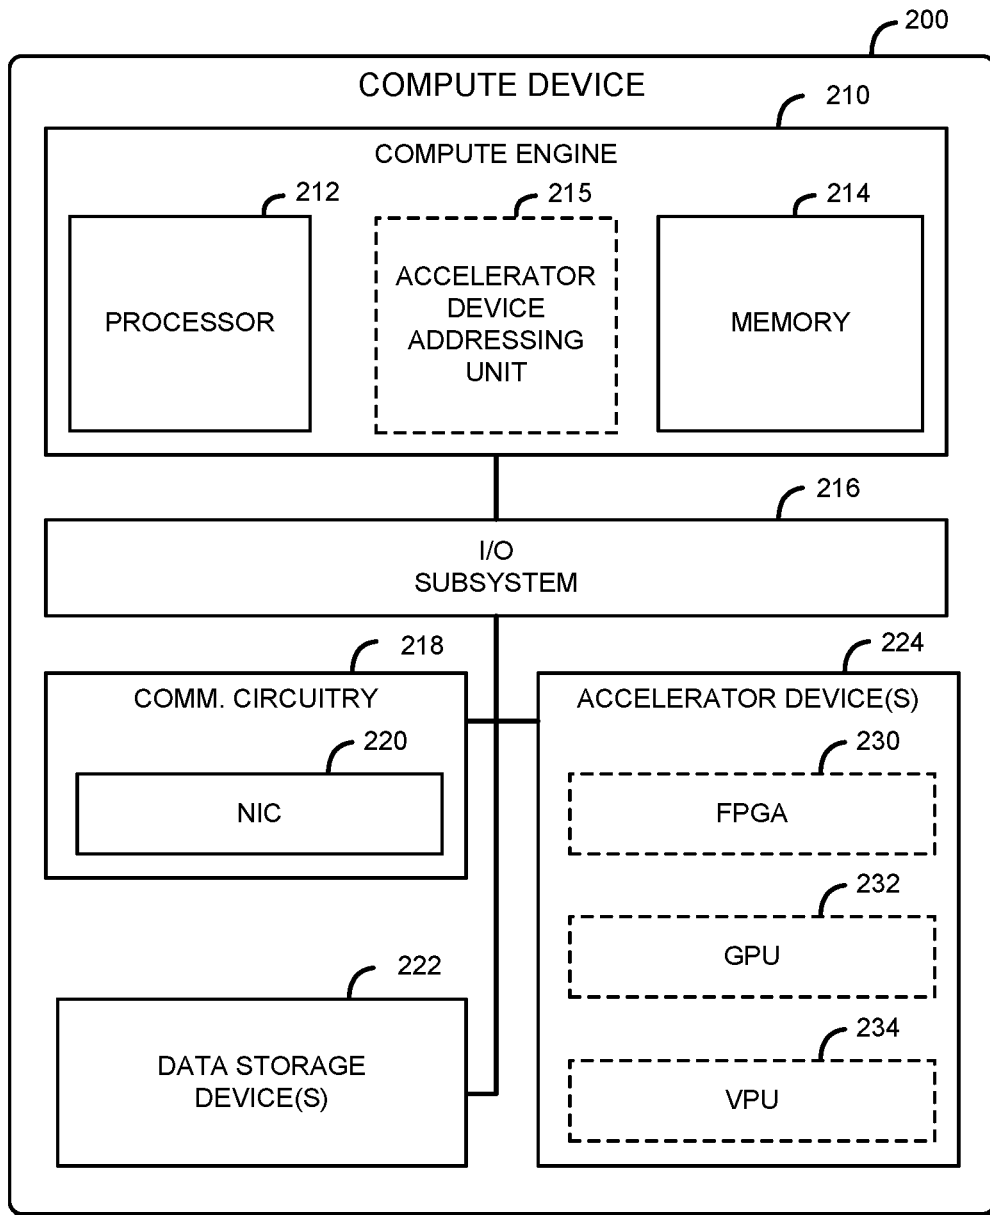 200
COMPUTE DEVICE
210
COMPUTE ENGINE
212
215
214
PROCESSOR
ACCELERATOR
DEVICE
ADDRESSING
UNIT
MEMORY
216
I/O
SUBSYSTEM
218
COMM. CIRCUITRY
220
NIC
222
DATA STORAGE
DEVICE(S)
224
ACCELERATOR DEVICE(S)
230
FPGA
232
GPU
234
VPU